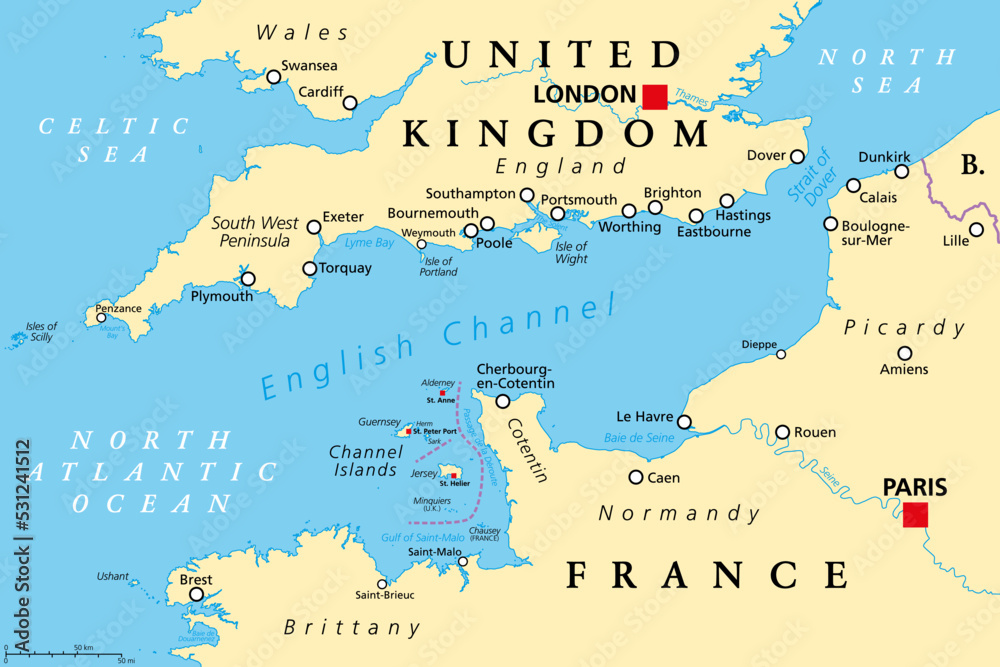 Wales
UNITED
KINGDOM
England
NORTH
SEA
CELTIC
SEA
Swansea
Cardiff
LONDON
Thames
Dover
Strait of
Dover
Dunkirk
B.
Calais
Boulogne-
sur-Mer
Lille
Southampton
Portsmouth
Brighton
Hastings
Bournemouth
Poole
Worthing
Eastbourne
Weymouth
Isle of
Portland
Isle of
Wight
South West
Peninsula
Exeter
Lyme Bay
Torquay
Plymouth
Penzance
Mount's
Bay
Isles of
Scilly
English Channel
Picardy
Dieppe
Amiens
Cherbourg-
en-Cotentin
Cotentin
Le Havre
Baie de Seine
Rouen
Seine
Caen
PARIS
Normandy
FRANCE
Alderney
St. Anne
Guernsey
Herm
St. Peter Port
Sark
Channel
Islands
Jersey
St. Helier
Minquiers
(U.K.)
Passage de la Déroute
Chausey
(FRANCE)
Gulf of Saint-Malo
Saint-Malo
NORTH
ATLANTIC
OCEAN
Ushant
Brest
Saint-Brieuc
Baie de
Douarnenez
Brittany
0 50 km
0 50 mi
Adobe Stock | #531241512
Adobe Stock